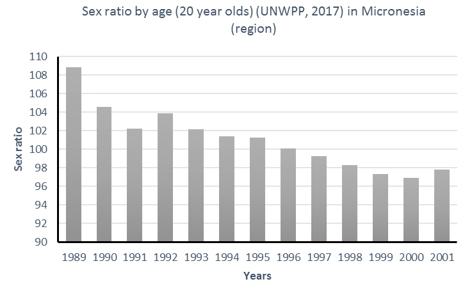 Sex ratio by age (20 year olds) (UNWPP, 2017) in Micronesia
(region)
110
108
106
104
102
100
98
96
94
92
90
Sex ratio
1989 1990 1991 1992 1993 1994 1995 1996 1997 1998 1999 2000 2001
Years